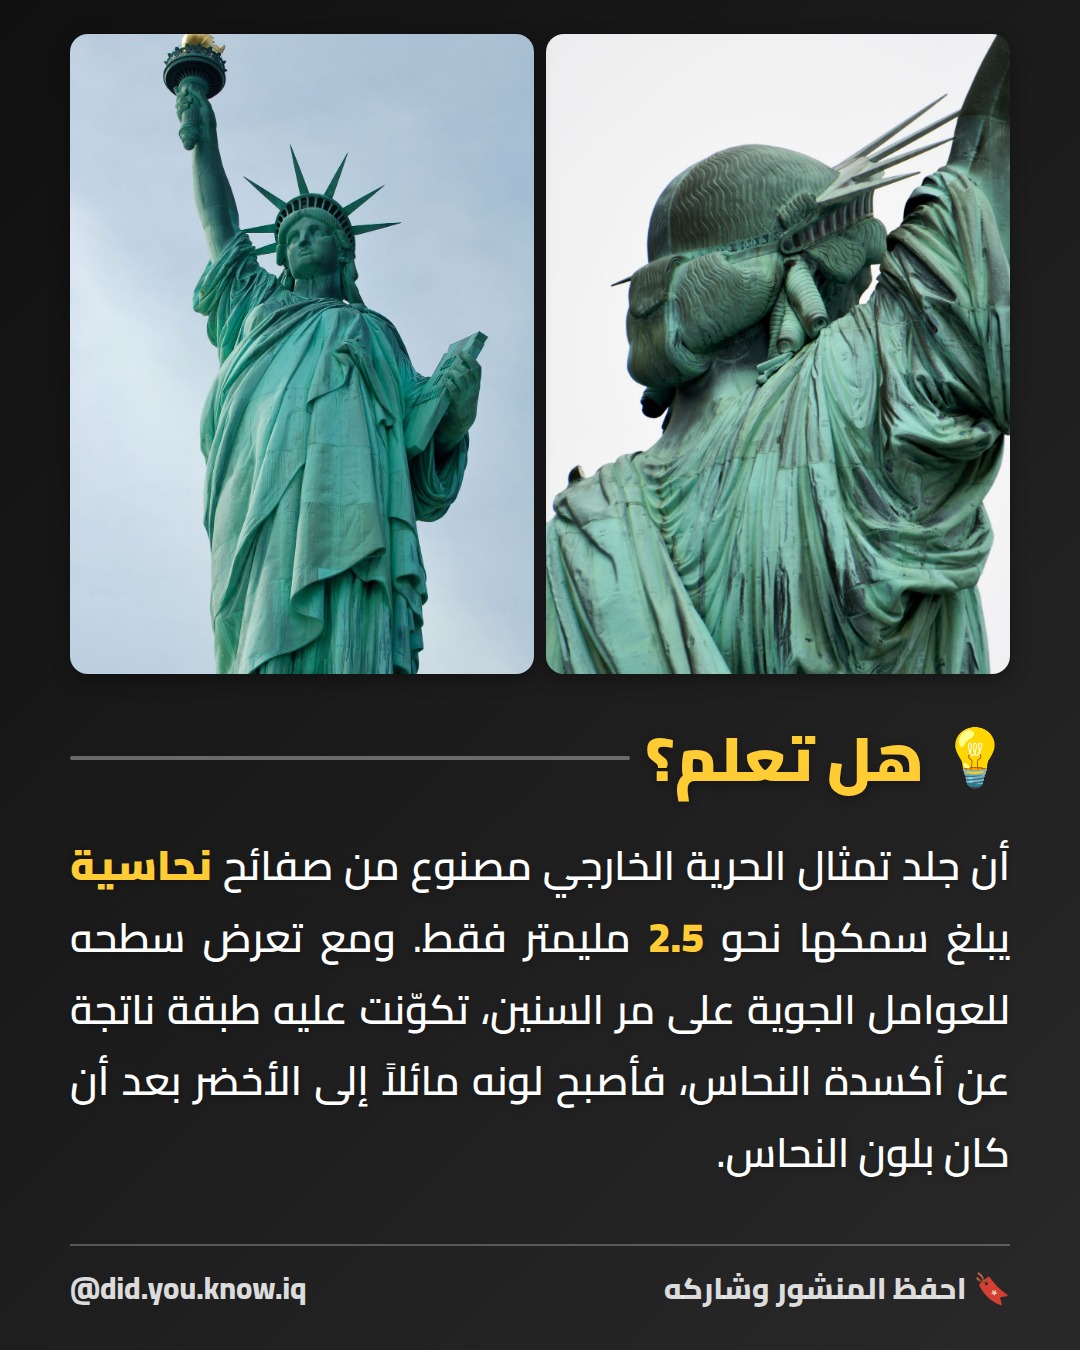 💡 هل تعلم؟
أن جلد تمثال الحرية الخارجي مصنوع من صفائح نحاسية
يبلغ سمكها نحو 2.5 مليمتر فقط. ومع تعرض سطحه
للعوامل الجوية على مر السنين، تكوّنت عليه طبقة ناتجة
عن أكسدة النحاس، فأصبح لونه مائلاً إلى الأخضر بعد أن
كان بلون النحاس.
🔖 احفظ المنشور وشاركه
@did.you.know.iq